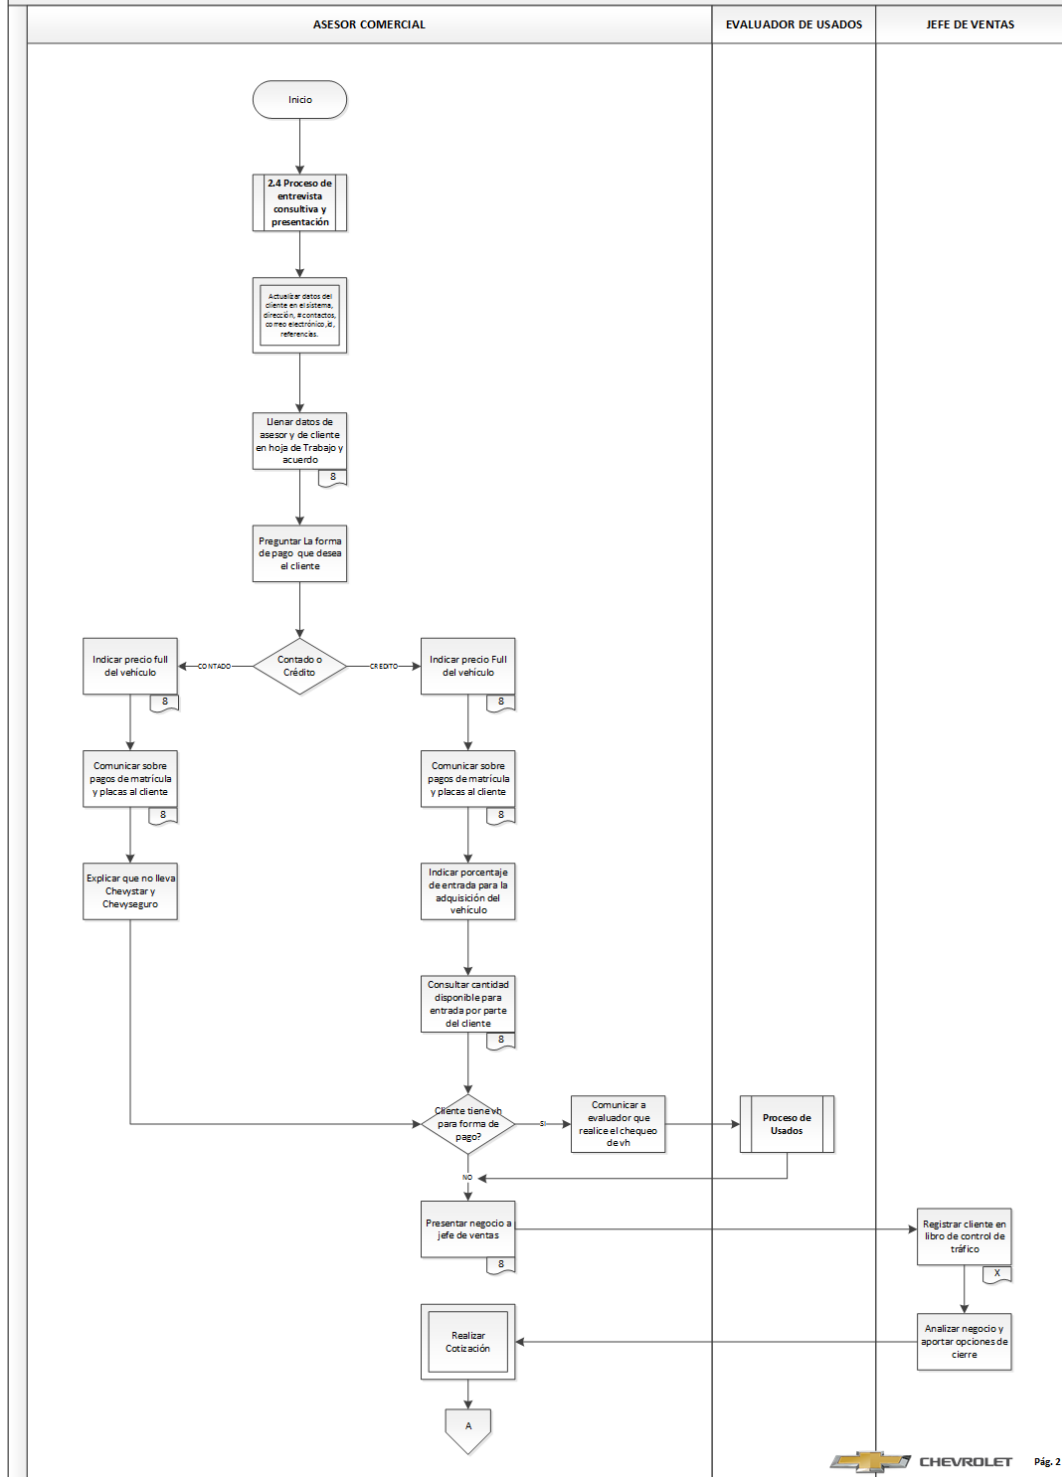 ASESOR COMERCIAL
EVALUADOR DE USADOS
JEFE DE VENTAS
Inicio
2.4 Proceso de
entrevista
consultiva y
presentación
Actualizar datos del
cliente en el sistema,
dirección, #contactos,
correo electrónico,id,
referencias.
Llenar datos de
asesor y de cliente
en hoja de Trabajo y
acuerdo
8
Preguntar La forma
de pago que desea
el cliente
Indicar precio full
del vehículo
8
CONTADO
Contado o
Crédito
CREDITO
Indicar precio Full
del vehículo
8
Comunicar sobre
pagos de matrícula
y placas al cliente
8
Comunicar sobre
pagos de matrícula
y placas al cliente
8
Explicar que no lleva
Chevystar y
Chevyseguro
Indicar porcentaje
de entrada para la
adquisición del
vehículo
Consultar cantidad
disponible para
entrada por parte
del cliente
8
Cliente tiene vh
para forma de
pago?
SI
Comunicar a
evaluador que
realice el chequeo
de vh
Proceso de
Usados
NO
Presentar negocio a
jefe de ventas
8
Registrar cliente en
libro de control de
tráfico
X
Analizar negocio y
aportar opciones de
cierre
Realizar
Cotización
A
CHEVROLET
Pág. 2